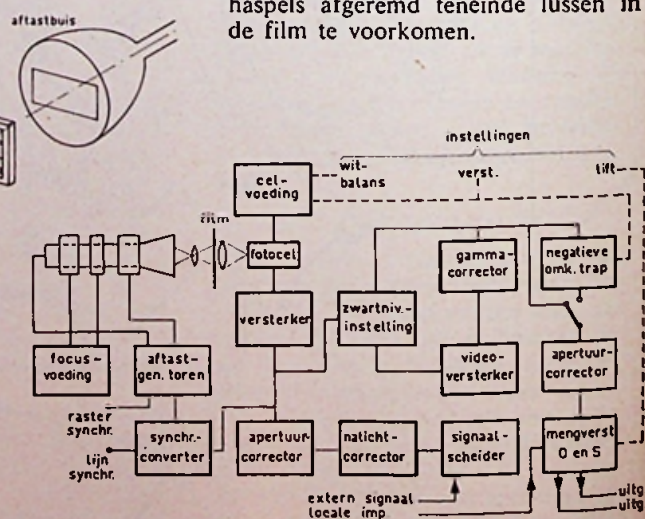 haspels afgeremd teneinde lussen in
de film te voorkomen.
aftastbuis
instellingen
wit-
balans
verst.
lift
cel-
voeding
film
fotocel
gamma-
corrector
negatieve
omk. trap
versterker
zwartniv.-
instelling
focus-
voeding
aftast-
gen. toren
video-
versterker
apertuur-
corrector
raster
synchr.
lijn
synchr.
synchr.-
converter
apertuur-
corrector
nalicht-
corrector
signaal-
scheider
mengverst
O en S
extern signaal
locale imp.
uitg
uitg